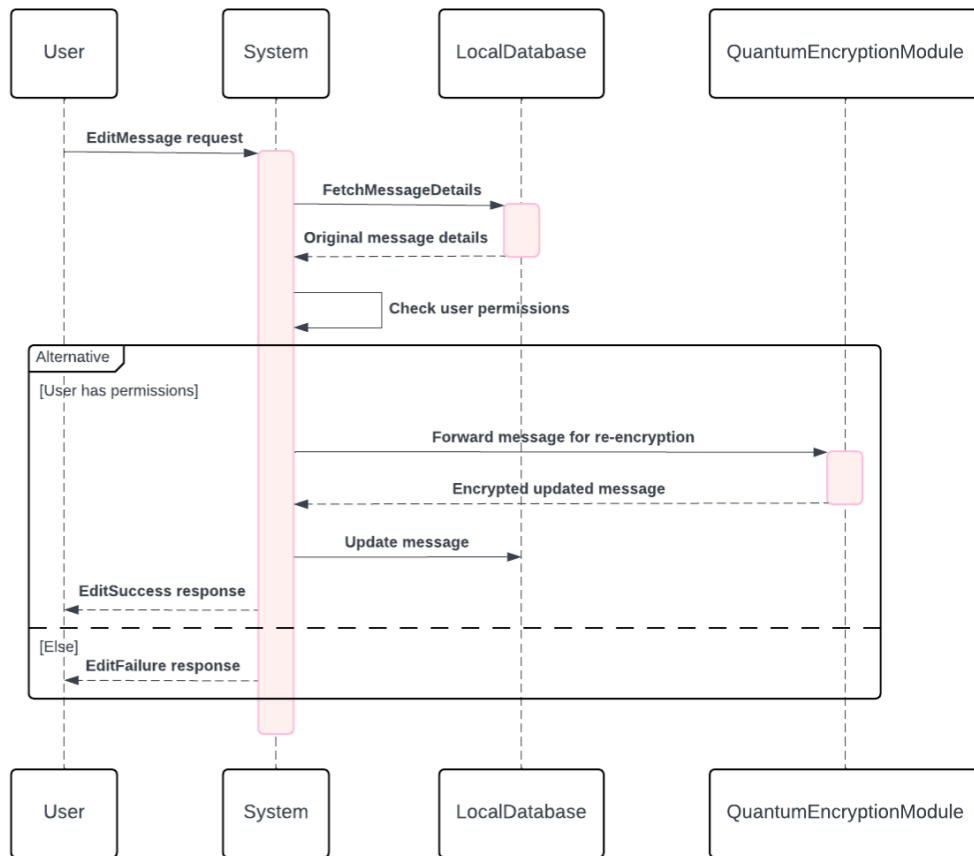 User
System
LocalDatabase
QuantumEncryptionModule
EditMessage request
FetchMessageDetails
Original message details
Check user permissions
Alternative
[User has permissions]
Forward message for re-encryption
Encrypted updated message
Update message
EditSuccess response
[Else]
EditFailure response
User
System
LocalDatabase
QuantumEncryptionModule